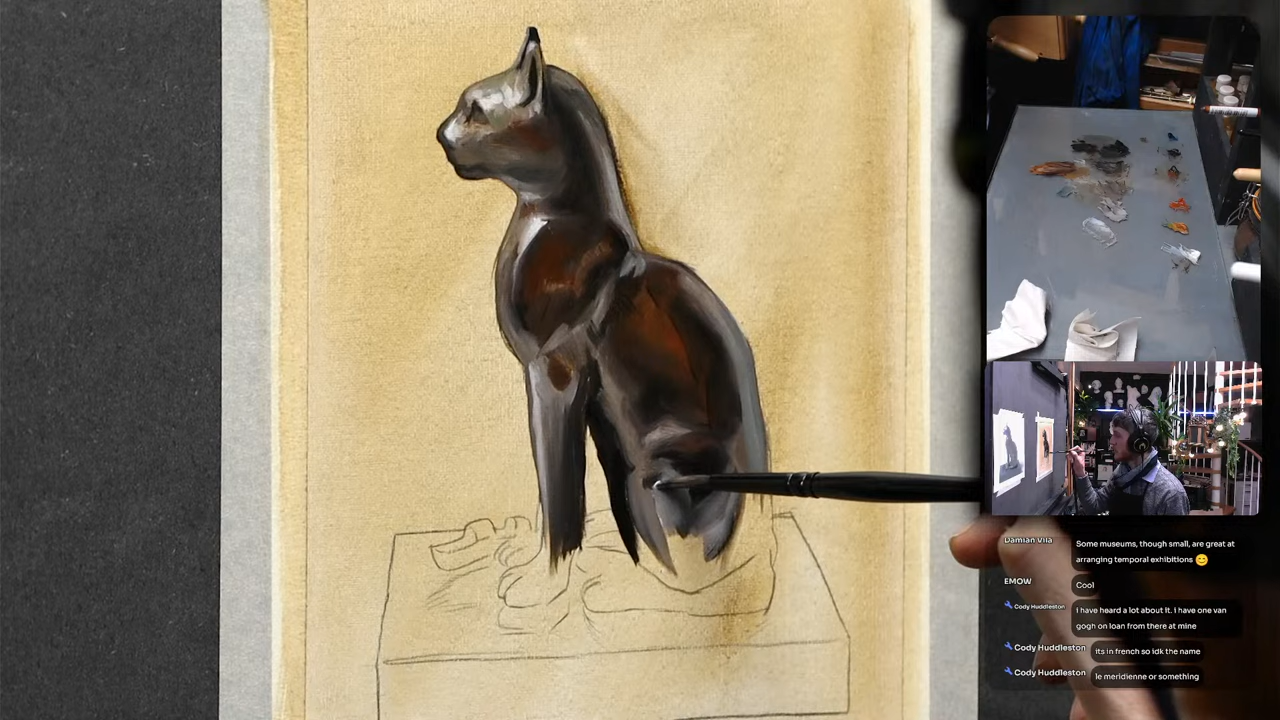 Damian Vila
Some museums, though small, are great at
arranging temporal exhibitions 😊
EMOW
Cool
Cody Huddleston
i have heard a lot about it. i have one van
gogh on loan from there at mine
Cody Huddleston
its in french so idk the name
Cody Huddleston
le meridienne or something